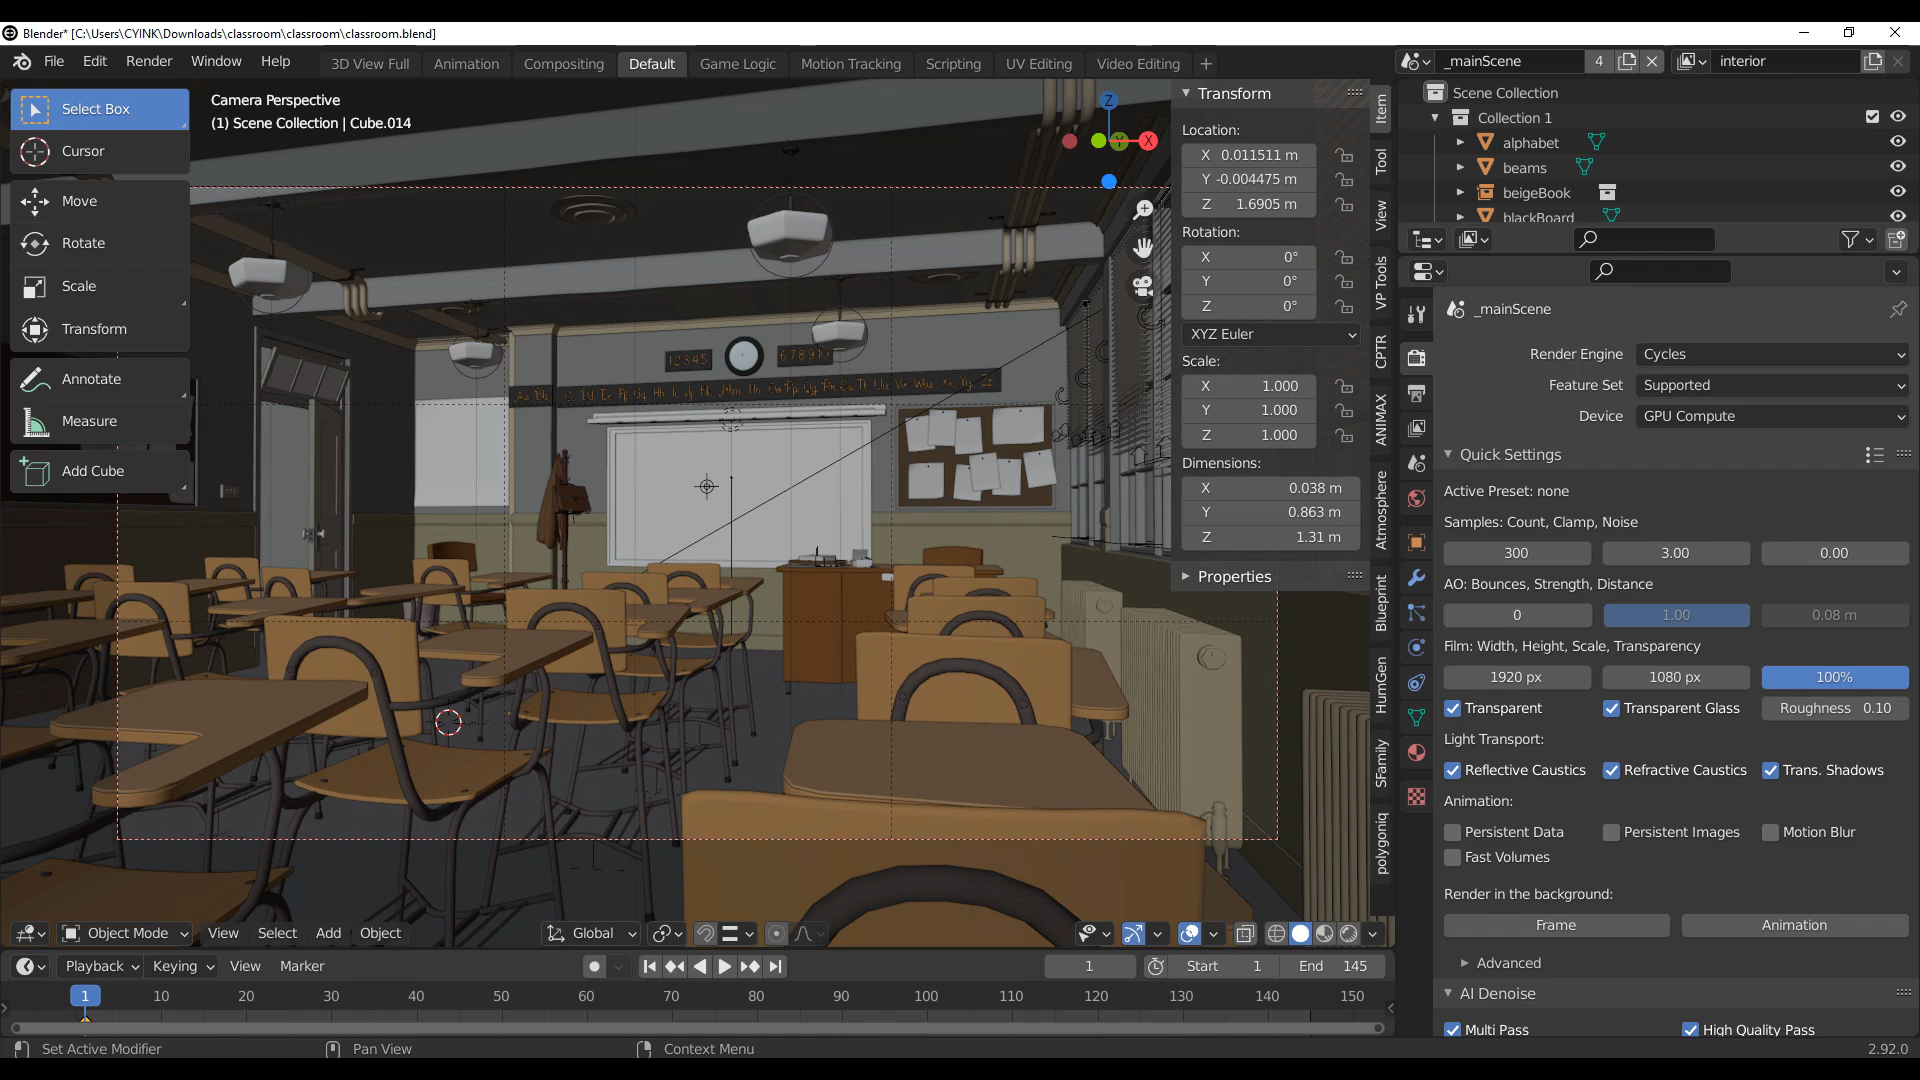 Blender* [C:\Users\CYINK\Downloads\classroom\classroom\classroom.blend]
File Edit Render Window Help
3D View Full Animation Compositing Default Game Logic Motion Tracking Scripting UV Editing Video Editing +
_mainScene 4
interior
Select Box
Cursor
Move
Rotate
Scale
Transform
Annotate
Measure
Add Cube
Camera Perspective
(1) Scene Collection | Cube.014
Z
Y
X
12345
678910
Transform
Location:
X 0.011511 m
Y -0.004475 m
Z 1.6905 m
Rotation:
X 0°
Y 0°
Z 0°
XYZ Euler
Scale:
X 1.000
Y 1.000
Z 1.000
Dimensions:
X 0.038 m
Y 0.863 m
Z 1.31 m
Properties
Item
Tool
View
VP Tools
CPTR
ANIMAX
Atmosphere
Blueprint
HumGen
SFamily
polygoniq
Scene Collection
Collection 1
alphabet
beams
beigeBook
blackBoard
_mainScene
Render Engine Cycles
Feature Set Supported
Device GPU Compute
Quick Settings
Active Preset: none
Samples: Count, Clamp, Noise
300 3.00 0.00
AO: Bounces, Strength, Distance
0 1.00 0.08 m
Film: Width, Height, Scale, Transparency
1920 px 1080 px 100%
Transparent Transparent Glass Roughness 0.10
Light Transport:
Reflective Caustics Refractive Caustics Trans. Shadows
Animation:
Persistent Data Persistent Images Motion Blur
Fast Volumes
Render in the background:
Frame Animation
Advanced
AI Denoise
Multi Pass High Quality Pass
Object Mode View Select Add Object Global
Playback Keying View Marker 1 Start 1 End 145
1 10 20 30 40 50 60 70 80 90 100 110 120 130 140 150
Set Active Modifier Pan View Context Menu 2.92.0